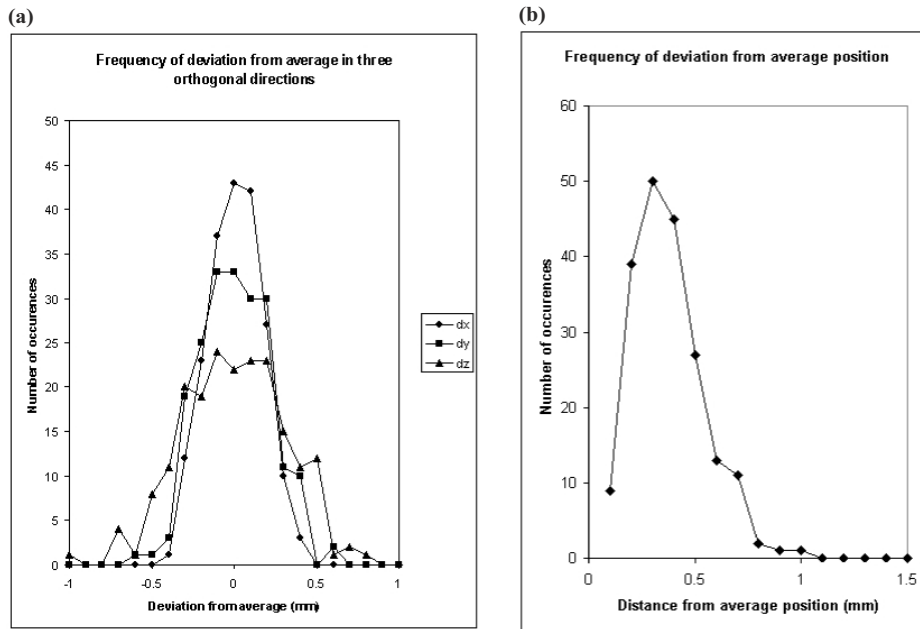 (a)
Frequency of deviation from average in three
orthogonal directions
50
45
40
35
30
25
20
15
10
5
0
Number of occurences
-1
-0.5
0
0.5
1
Deviation from average (mm)
dx
dy
dz
(b)
Frequency of deviation from average position
60
50
40
30
20
10
0
Number of occurences
0
0.5
1
1.5
Distance from average position (mm)